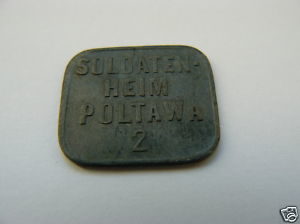 SOLDATEN-
HEIM
POLTAWA
2